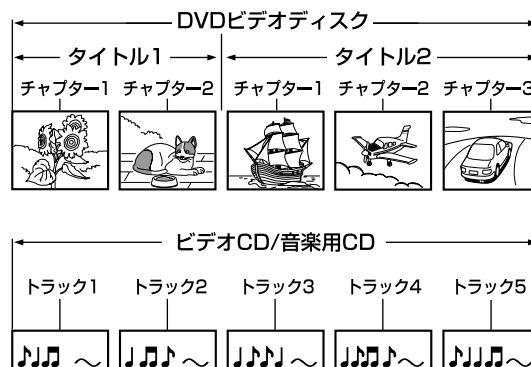 DVDビデオディスク
タイトル1 タイトル2
チャプター1 チャプター2 チャプター1 チャプター2 チャプター3
ビデオCD/音楽用CD
トラック1 トラック2 トラック3 トラック4 トラック5